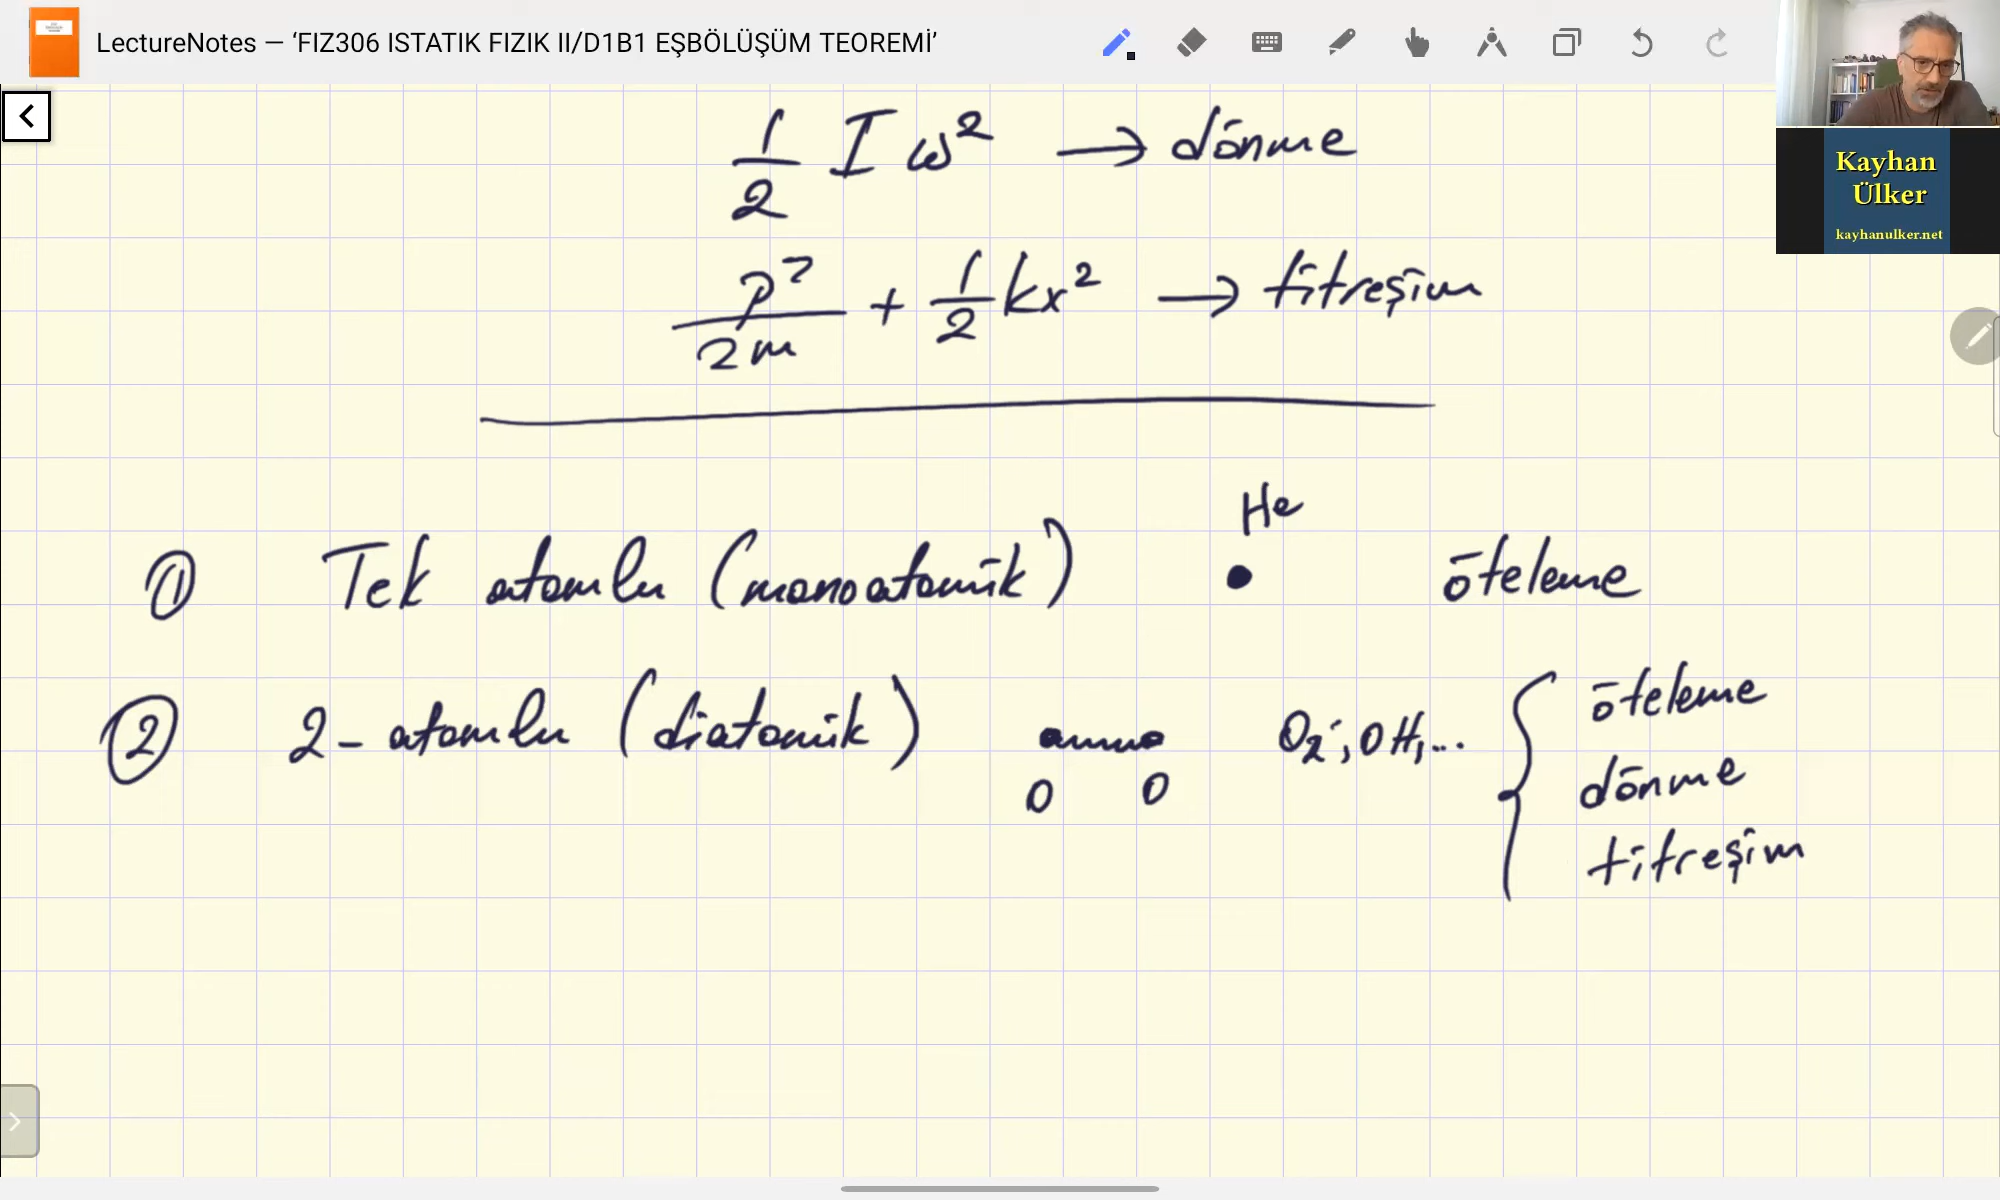 LectureNotes — ‘FIZ306 ISTATIK FIZIK II/D1B1 EŞBÖLÜŞÜM TEOREMİ’
Kayhan
Ülker
kayhanulker.net
1/2 I ω² → dönme
p²/2m + 1/2 kx² → titreşim
① Tek atomlu (monoatomik) He öteleme
② 2-atomlu (diatomik) O O O₂, OH, ... { öteleme
dönme
titreşim